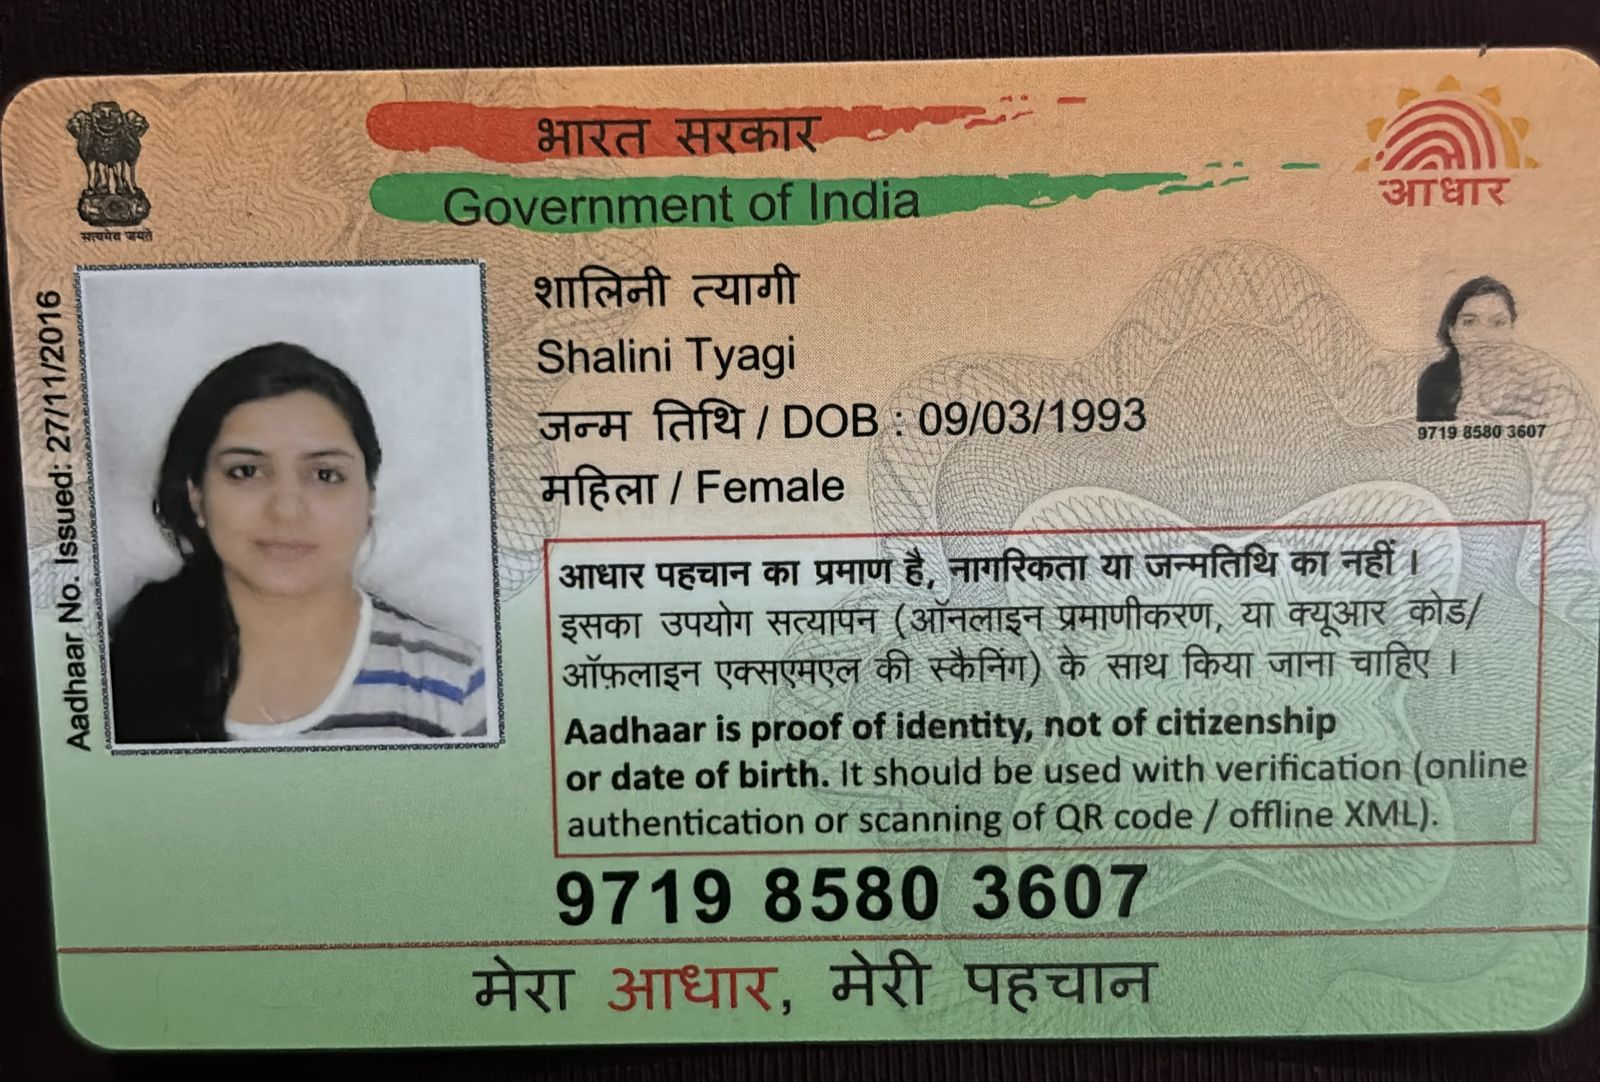 भारत सरकार
Government of India
आधार
सत्यमेव जयते
Aadhaar No. Issued: 27/11/2016
शालिनी त्यागी
Shalini Tyagi
जन्म तिथि / DOB : 09/03/1993
महिला / Female
9719 8580 3607
आधार पहचान का प्रमाण है, नागरिकता या जन्मतिथि का नहीं ।
इसका उपयोग सत्यापन (ऑनलाइन प्रमाणीकरण, या क्यूआर कोड/
ऑफ़लाइन एक्सएमएल की स्कैनिंग) के साथ किया जाना चाहिए ।
Aadhaar is proof of identity, not of citizenship
or date of birth. It should be used with verification (online
authentication or scanning of QR code / offline XML).
9719 8580 3607
मेरा आधार, मेरी पहचान